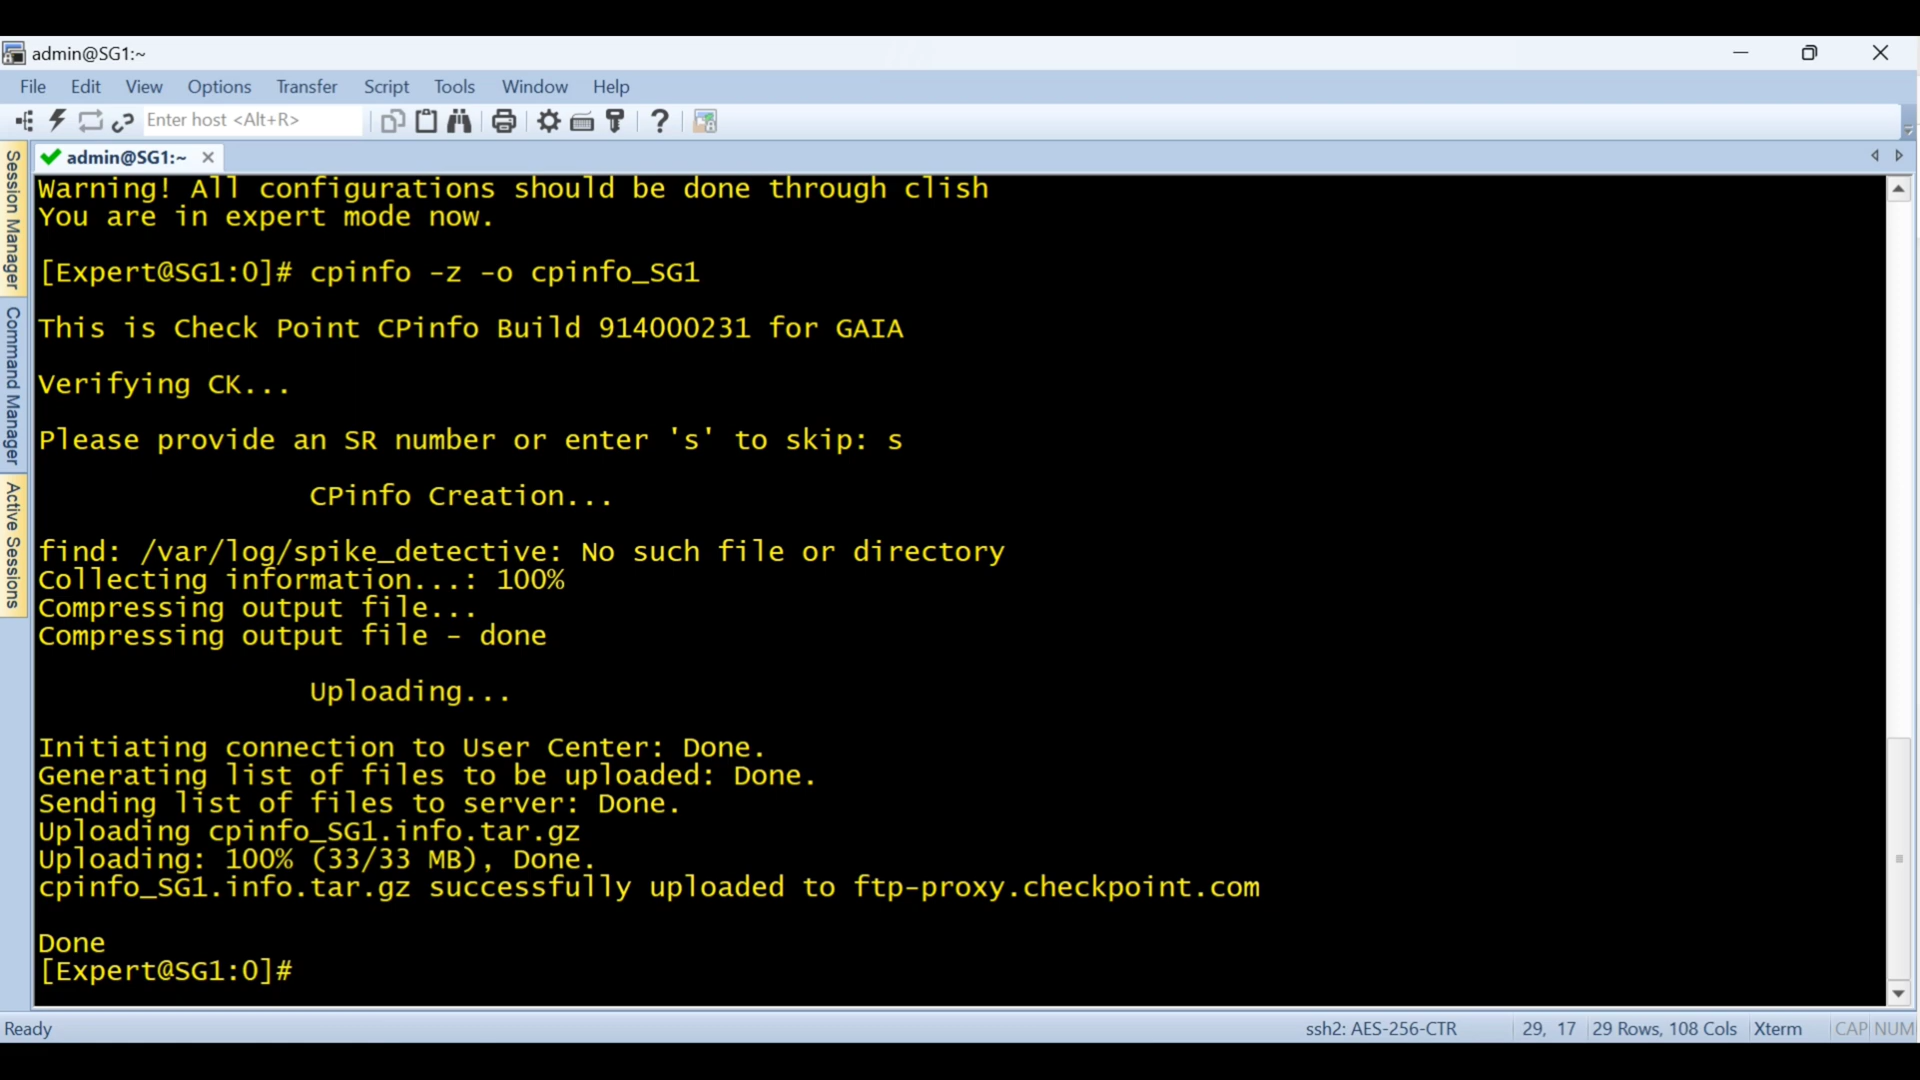 admin@SG1:~
File Edit View Options Transfer Script Tools Window Help
Enter host <Alt+R>
Session Manager
Command Manager
Active Sessions
admin@SG1:~
Warning! All configurations should be done through clish
You are in expert mode now.
[Expert@SG1:0]# cpinfo -z -o cpinfo_SG1
This is Check Point CPinfo Build 914000231 for GAIA
Verifying CK...
Please provide an SR number or enter 's' to skip: s
CPinfo Creation...
find: /var/log/spike_detective: No such file or directory
Collecting information...: 100%
Compressing output file...
Compressing output file - done
Uploading...
Initiating connection to User Center: Done.
Generating list of files to be uploaded: Done.
Sending list of files to server: Done.
Uploading cpinfo_SG1.info.tar.gz
Uploading: 100% (33/33 MB), Done.
cpinfo_SG1.info.tar.gz successfully uploaded to ftp-proxy.checkpoint.com
Done
[Expert@SG1:0]#
Ready ssh2: AES-256-CTR 29, 17 29 Rows, 108 Cols Xterm CAP NUM